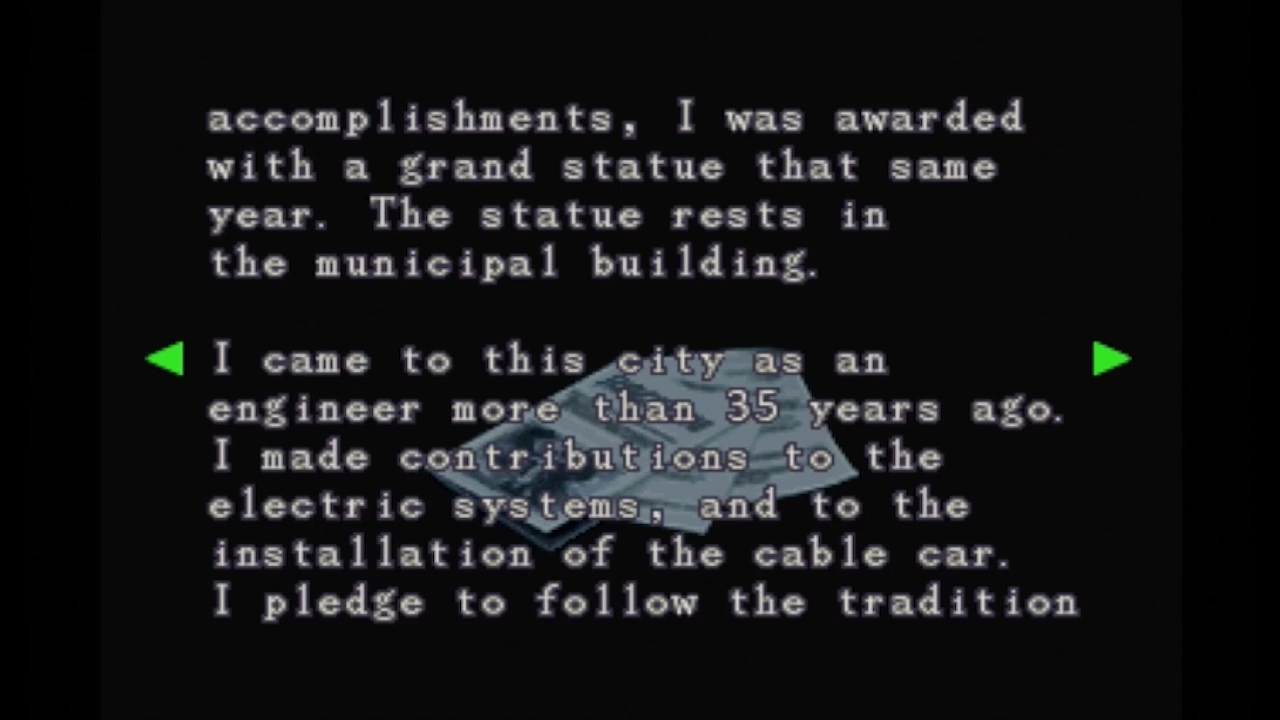 accomplishments, I was awarded
with a grand statue that same
year. The statue rests in
the municipal building.
I came to this city as an
engineer more than 35 years ago.
I made contributions to the
electric systems, and to the
installation of the cable car.
I pledge to follow the tradition